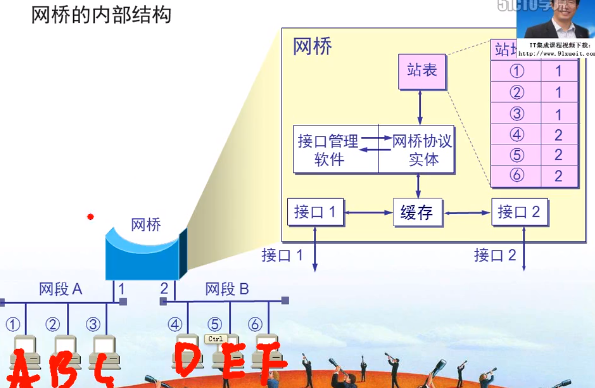 网桥的内部结构
51CTO学院
IT集成课程视频下载:
http://www.91xueit.com
网桥
站表
站地
① 1
② 1
③ 1
④ 2
⑤ 2
⑥ 2
接口管理
软件
网桥协议
实体
接口 1
缓存
接口 2
接口 1
接口 2
网桥
网段 A
1
2
网段 B
①
②
③
④
⑤
⑥
Ctrl
A B C
D E F